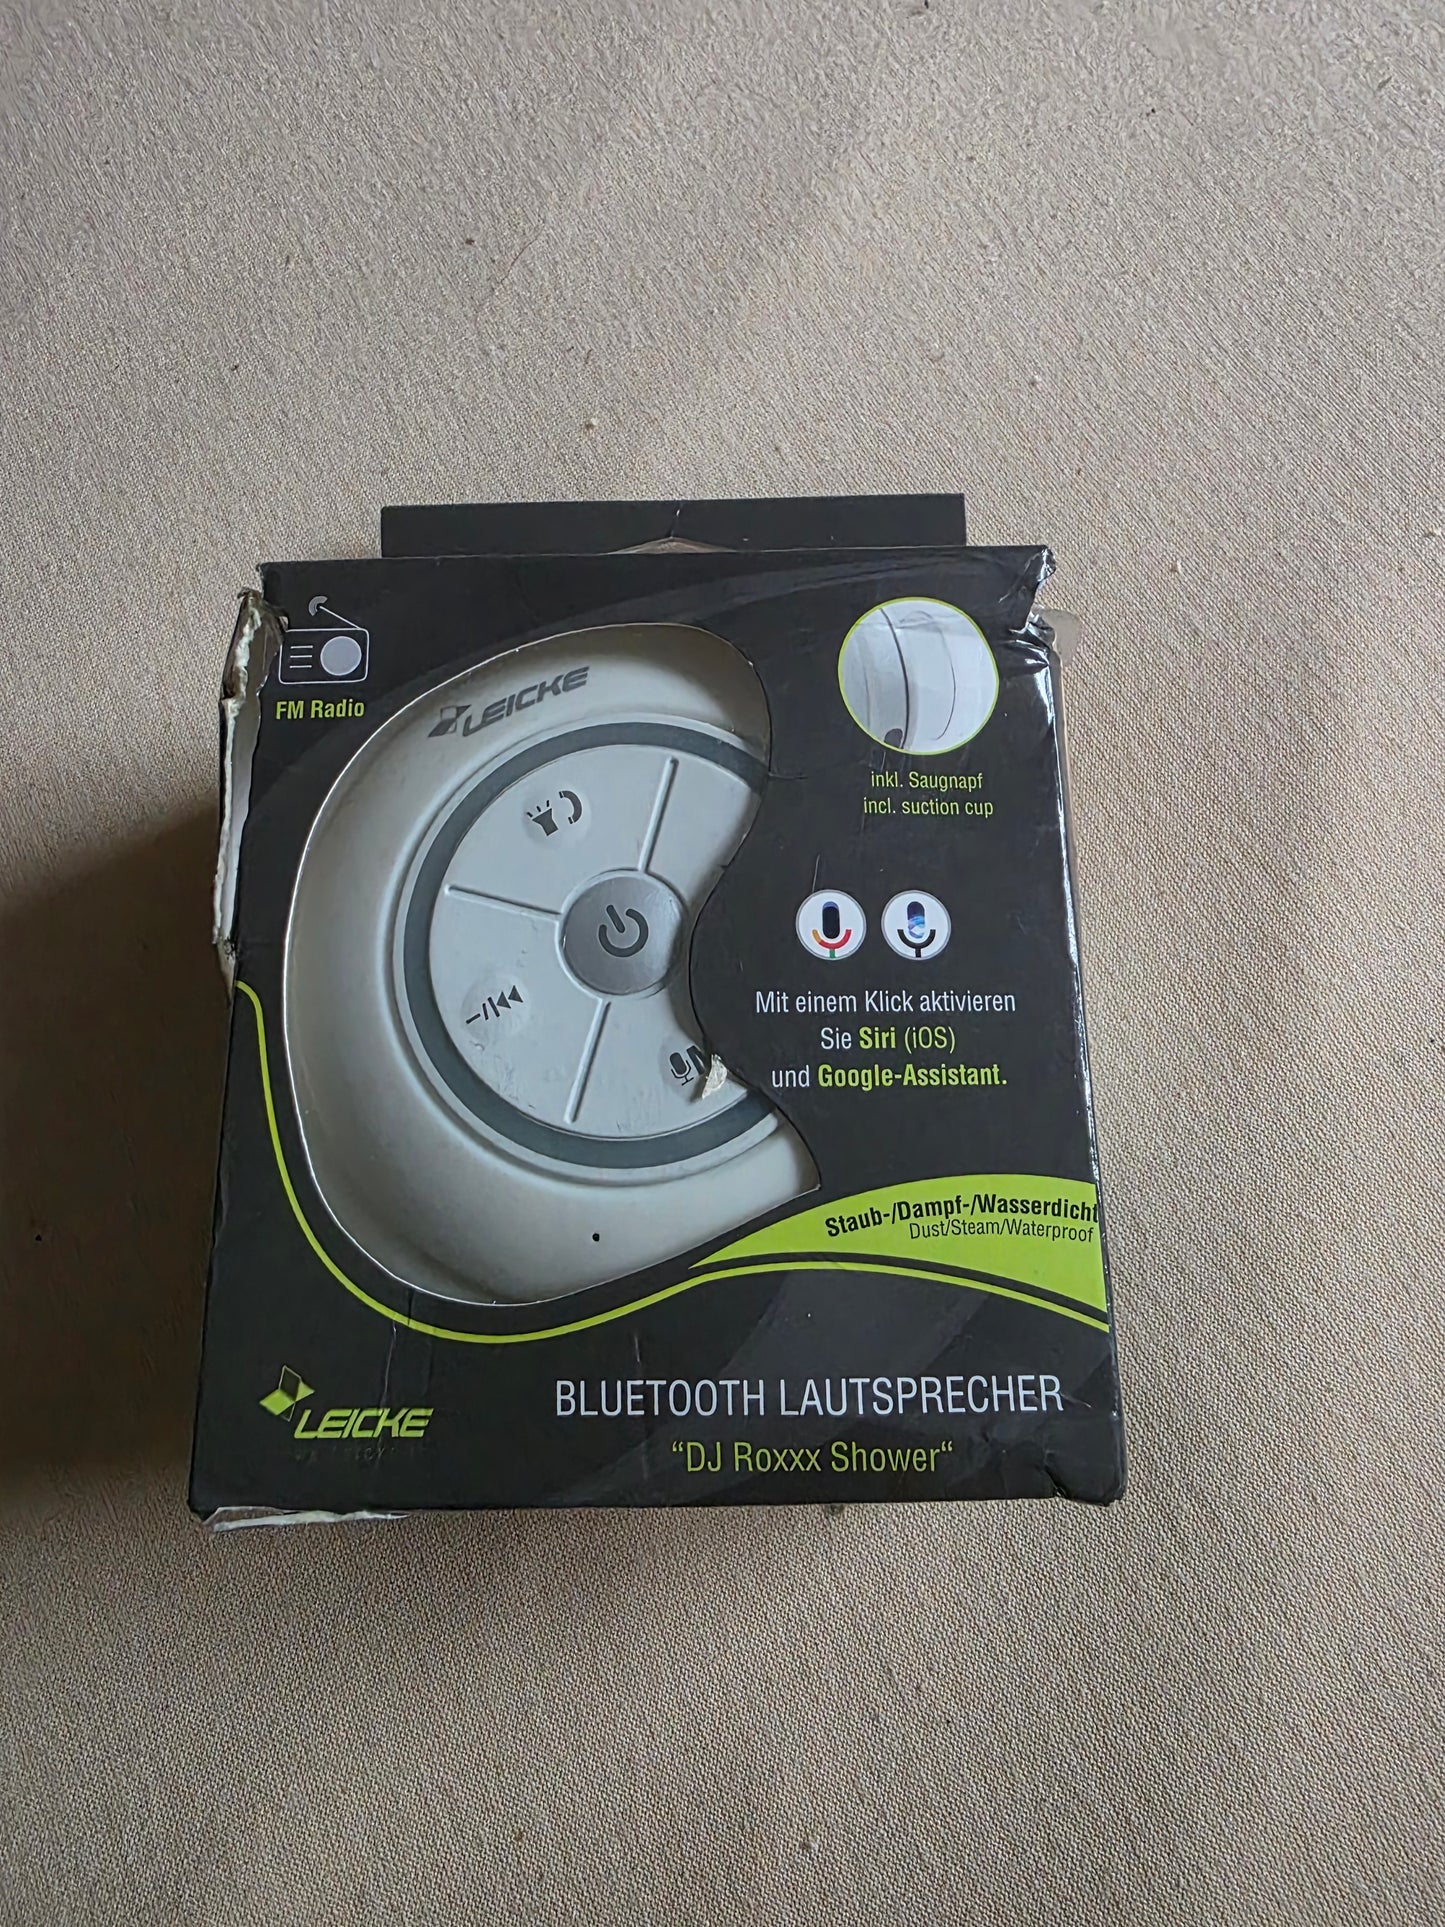 FM Radio
LEICKE
inkl. Saugnapf
incl. suction cup
Mit einem Klick aktivieren
Sie Siri (iOS)
und Google-Assistant.
Staub-/Dampf-/Wasserdicht
Dust/Steam/Waterproof
LEICKE
BLUETOOTH LAUTSPRECHER
“DJ Roxxx Shower“